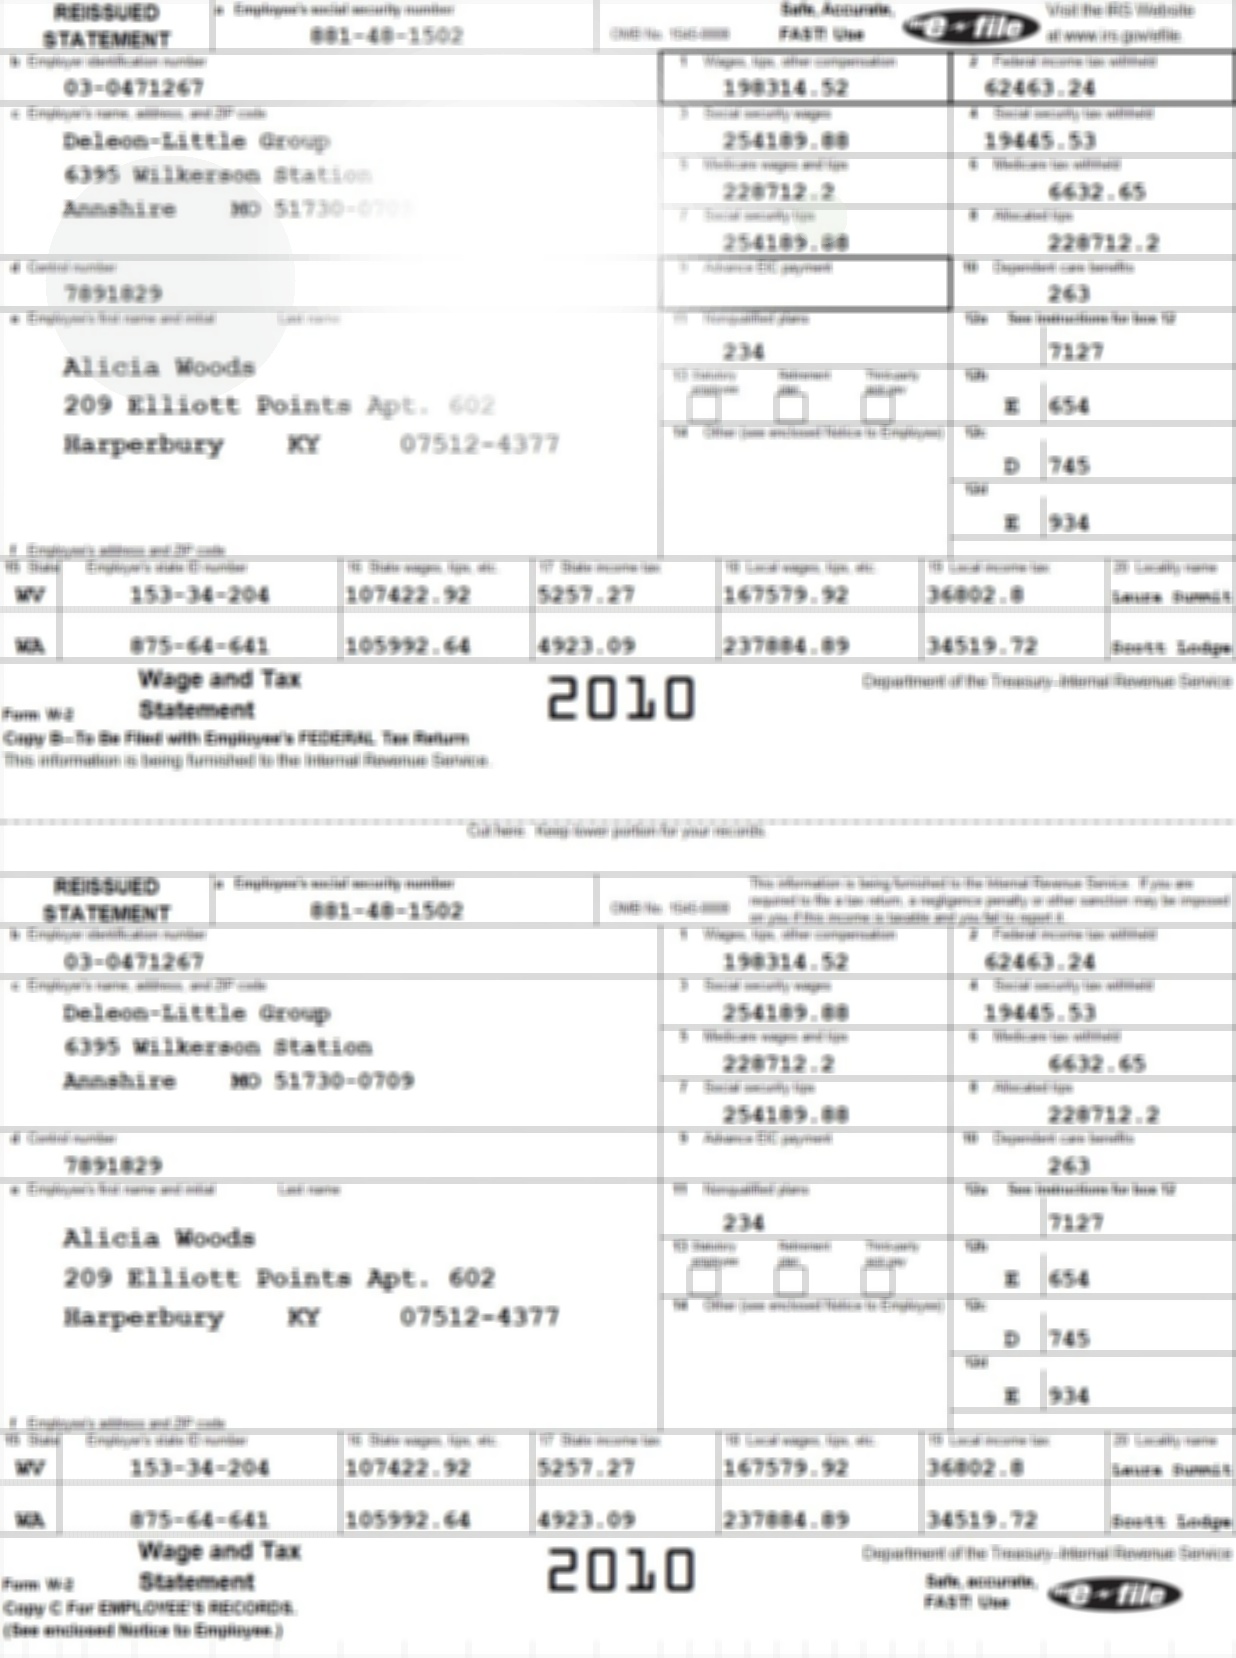 REISSUED STATEMENT
a Employee's social security number
881-48-1502
OMB No. 1545-0008
Safe, Accurate, FAST! Use
e-file
Visit the IRS Website at www.irs.gov/efile.
b Employer identification number
03-0471267
1 Wages, tips, other compensation
198314.52
2 Federal income tax withheld
62463.24
c Employer's name, address, and ZIP code
Deleon-Little Group
6395 Wilkerson Station
Annshire MO 51730-0709
3 Social security wages
254189.88
4 Social security tax withheld
19445.53
5 Medicare wages and tips
228712.2
6 Medicare tax withheld
6632.65
7 Social security tips
254189.88
8 Allocated tips
228712.2
d Control number
7891829
9 Advance EIC payment
10 Dependent care benefits
263
e Employee's first name and initial Last name
Alicia Woods
209 Elliott Points Apt. 602
Harperbury KY 07512-4377
11 Nonqualified plans
234
12a See instructions for box 12
7127
13 Statutory employee
Retirement plan
Third-party sick pay
12b
E 654
14 Other (see enclosed Notice to Employee)
12c
D 745
12d
E 934
f Employee's address and ZIP code
15 State Employer's state ID number 16 State wages, tips, etc. 17 State income tax 18 Local wages, tips, etc. 19 Local income tax 20 Locality name
WV 153-34-204 107422.92 5257.27 167579.92 36802.8 Laura Summit
WA 875-64-641 105992.64 4923.09 237884.89 34519.72 Scott Lodge
Form W-2 Wage and Tax Statement
2010
Department of the Treasury-Internal Revenue Service
Copy B-To Be Filed with Employee's FEDERAL Tax Return
This information is being furnished to the Internal Revenue Service.
Cut here. Keep lower portion for your records.
REISSUED STATEMENT
a Employee's social security number
881-48-1502
OMB No. 1545-0008
This information is being furnished to the Internal Revenue Service. If you are
required to file a tax return, a negligence penalty or other sanction may be imposed
on you if this income is taxable and you fail to report it.
b Employer identification number
03-0471267
1 Wages, tips, other compensation
198314.52
2 Federal income tax withheld
62463.24
c Employer's name, address, and ZIP code
Deleon-Little Group
6395 Wilkerson Station
Annshire MO 51730-0709
3 Social security wages
254189.88
4 Social security tax withheld
19445.53
5 Medicare wages and tips
228712.2
6 Medicare tax withheld
6632.65
7 Social security tips
254189.88
8 Allocated tips
228712.2
d Control number
7891829
9 Advance EIC payment
10 Dependent care benefits
263
e Employee's first name and initial Last name
Alicia Woods
209 Elliott Points Apt. 602
Harperbury KY 07512-4377
11 Nonqualified plans
234
12a See instructions for box 12
7127
13 Statutory employee
Retirement plan
Third-party sick pay
12b
E 654
14 Other (see enclosed Notice to Employee)
12c
D 745
12d
E 934
f Employee's address and ZIP code
15 State Employer's state ID number 16 State wages, tips, etc. 17 State income tax 18 Local wages, tips, etc. 19 Local income tax 20 Locality name
WV 153-34-204 107422.92 5257.27 167579.92 36802.8 Laura Summit
WA 875-64-641 105992.64 4923.09 237884.89 34519.72 Scott Lodge
Form W-2 Wage and Tax Statement
2010
Department of the Treasury-Internal Revenue Service
Safe, accurate, FAST! Use
e-file
Copy C For EMPLOYEE'S RECORDS.
(See enclosed Notice to Employee.)